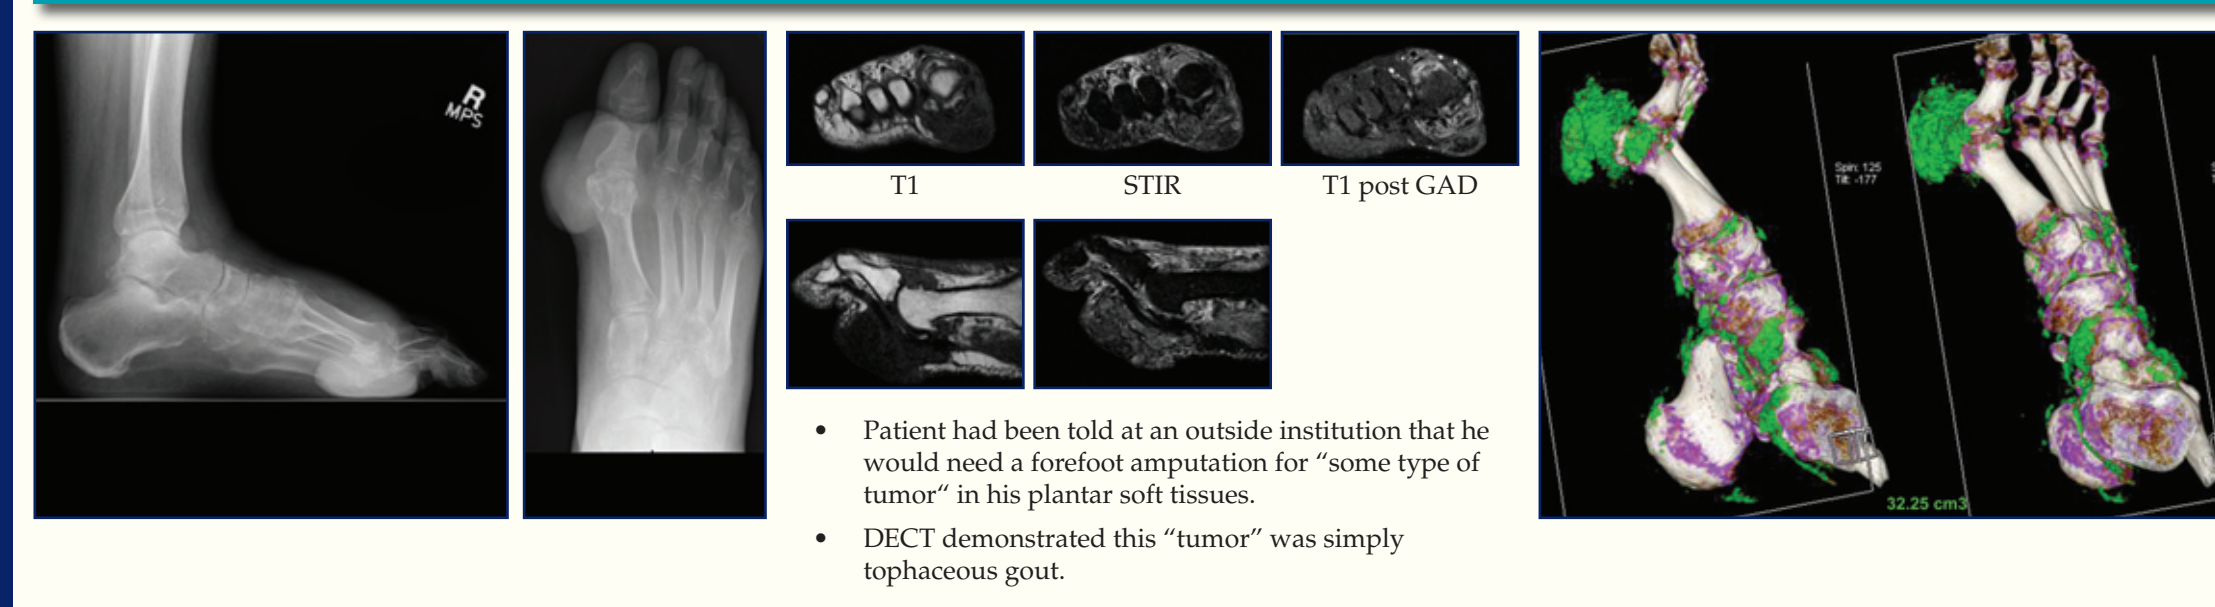 R
MPS
T1
STIR
T1 post GAD
Spin: 125
Tilt: -177
32.25 cm3
• Patient had been told at an outside institution that he
would need a forefoot amputation for “some type of
tumor“ in his plantar soft tissues.
• DECT demonstrated this “tumor” was simply
tophaceous gout.